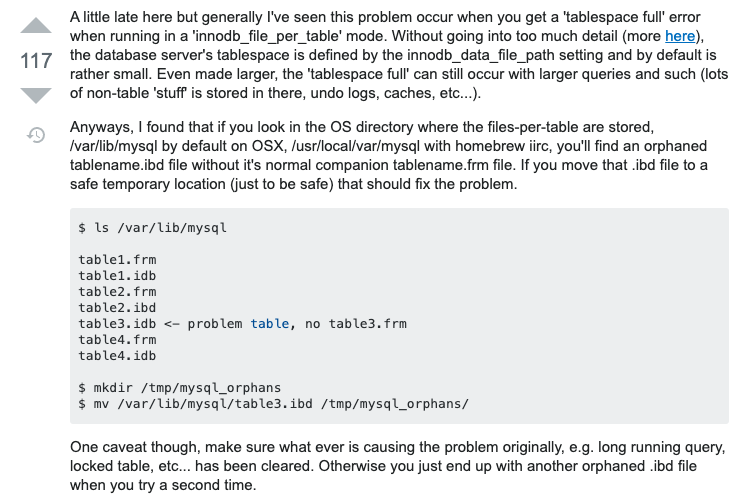 A little late here but generally I've seen this problem occur when you get a 'tablespace full' error
when running in a 'innodb_file_per_table' mode. Without going into too much detail (more here),
117
the database server's tablespace is defined by the innodb_data_file_path setting and by default is
rather small. Even made larger, the 'tablespace full' can still occur with larger queries and such (lots
of non-table 'stuff' is stored in there, undo logs, caches, etc...).
Anyways, I found that if you look in the OS directory where the files-per-table are stored,
/var/lib/mysql by default on OSX, /usr/local/var/mysql with homebrew iirc, you'll find an orphaned
tablename.ibd file without it's normal companion tablename.frm file. If you move that .ibd file to a
safe temporary location (just to be safe) that should fix the problem.
$ ls /var/lib/mysql
table1.frm
table1.idb
table2.frm
table2.ibd
table3.idb <- problem table, no table3.frm
table4.frm
table4.idb
$ mkdir /tmp/mysql_orphans
$ mv /var/lib/mysql/table3.ibd /tmp/mysql_orphans/
One caveat though, make sure what ever is causing the problem originally, e.g. long running query,
locked table, etc... has been cleared. Otherwise you just end up with another orphaned .ibd file
when you try a second time.